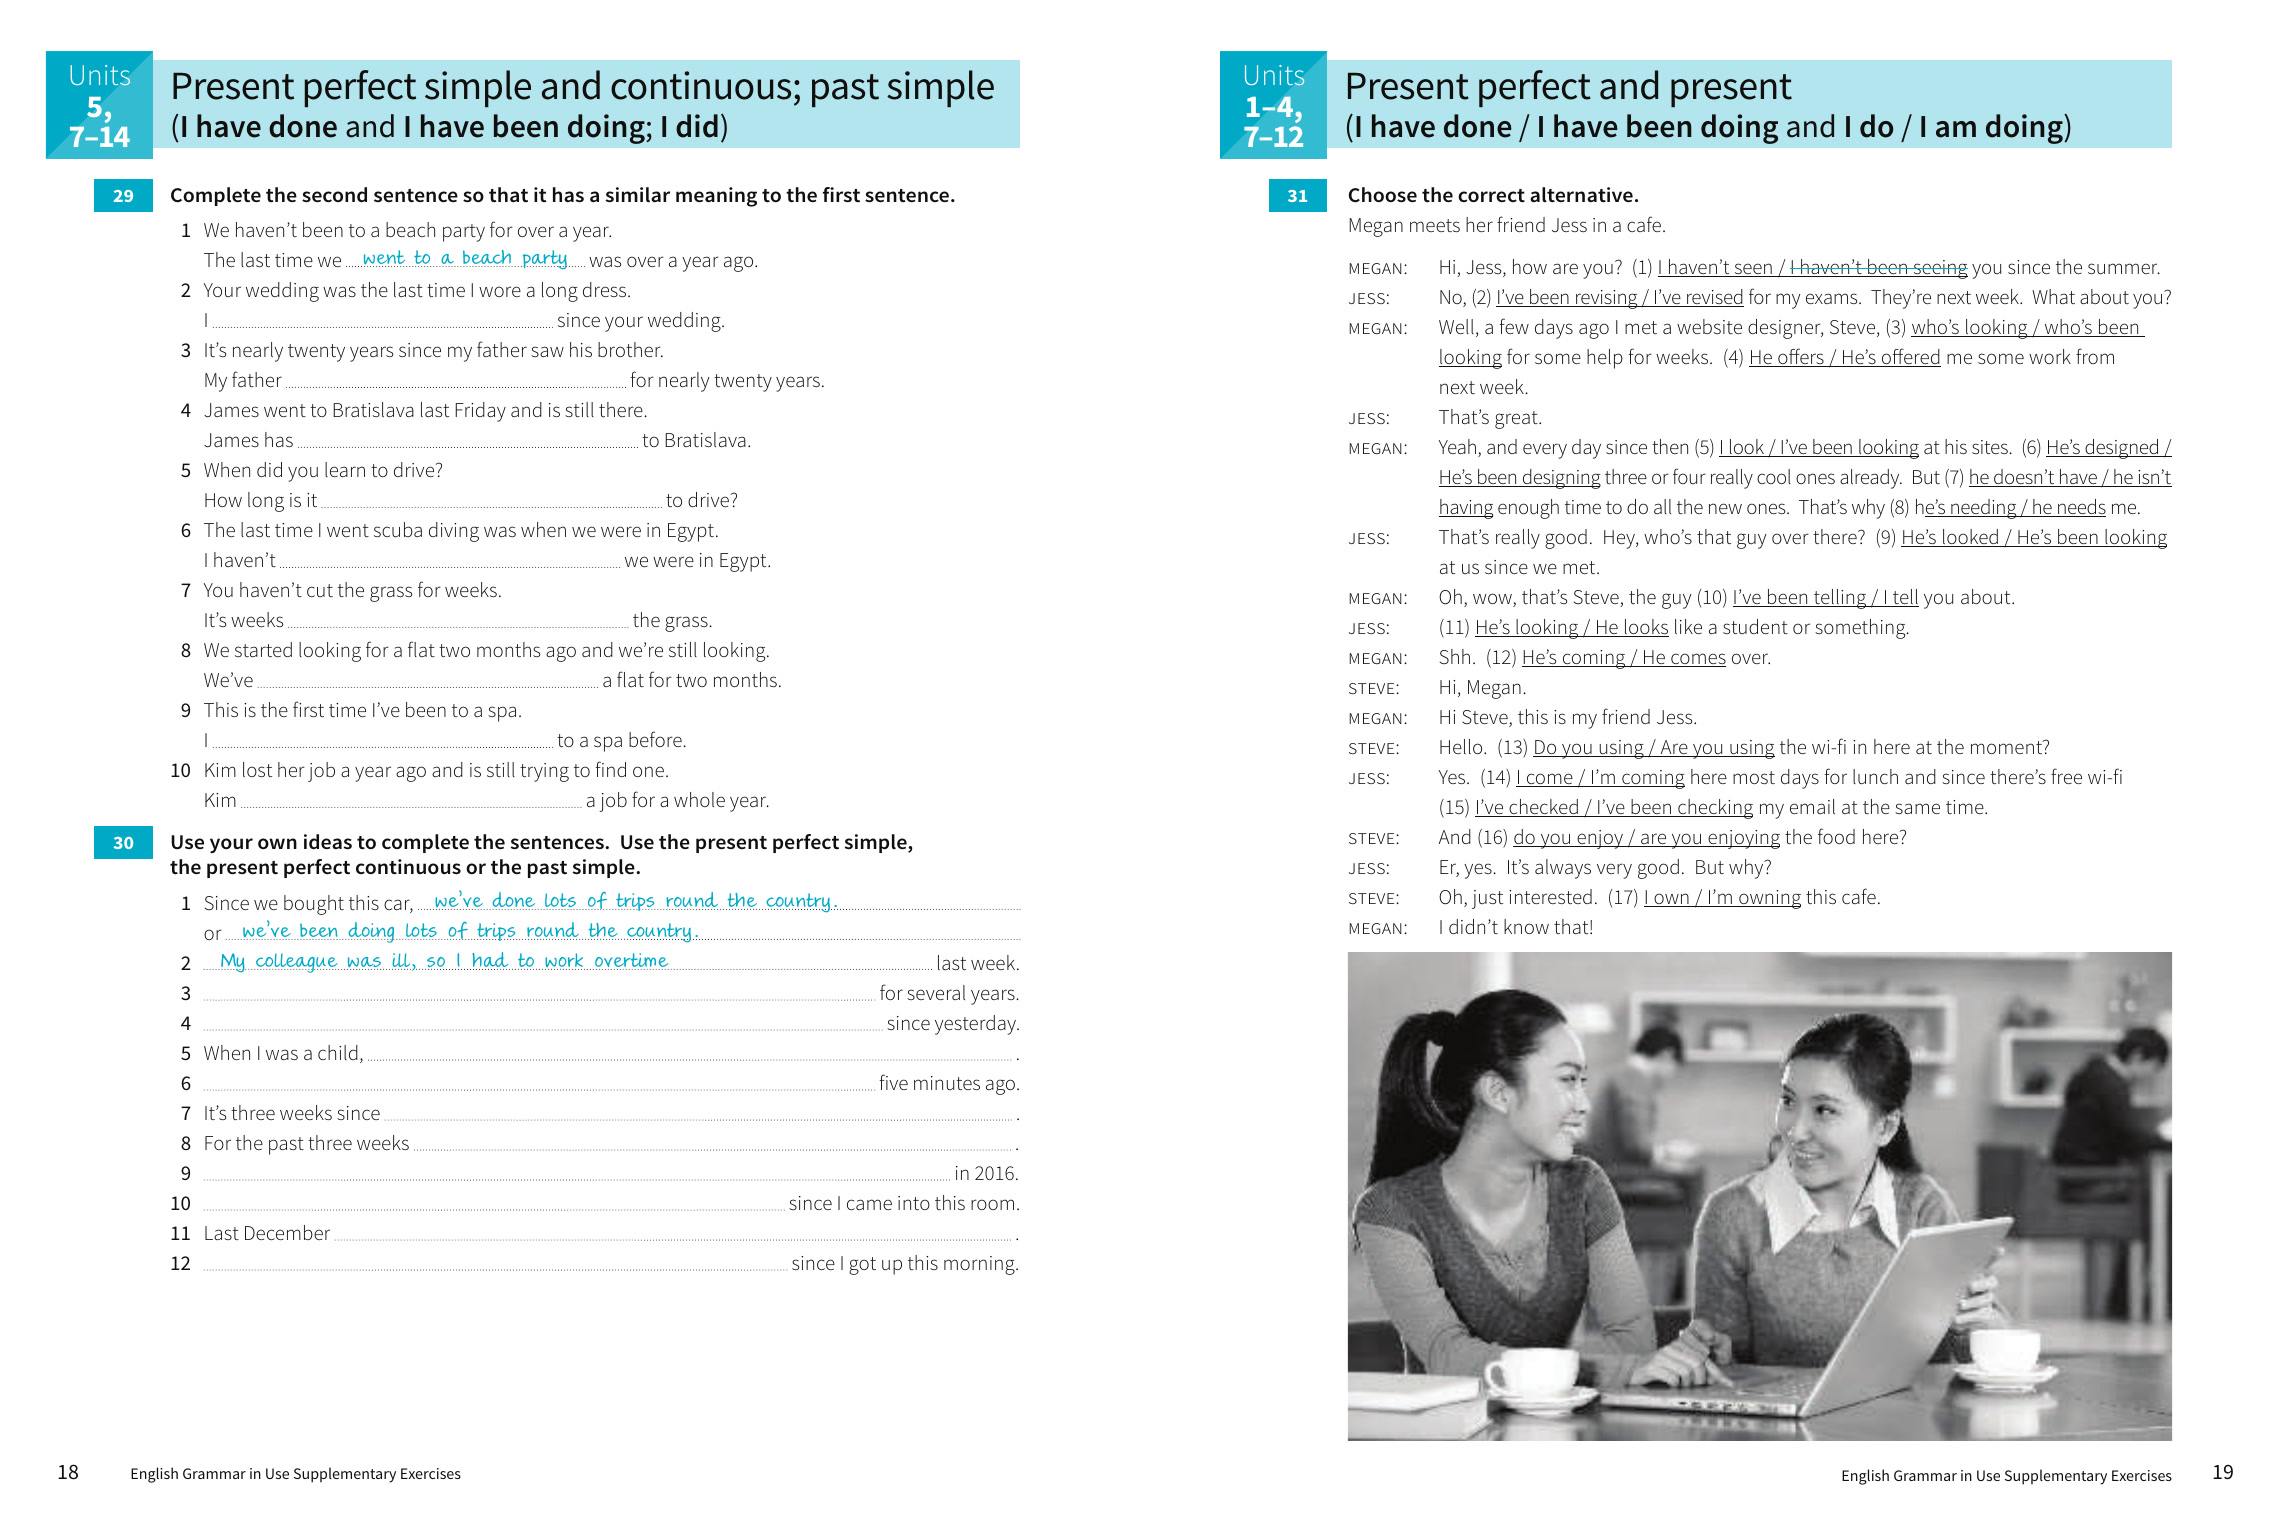 Units
5,
7–14
Present perfect simple and continuous; past simple
(I have done and I have been doing; I did)
29 Complete the second sentence so that it has a similar meaning to the first sentence.
1 We haven't been to a beach party for over a year.
The last time we went to a beach party was over a year ago.
2 Your wedding was the last time I wore a long dress.
I ........ since your wedding.
3 It's nearly twenty years since my father saw his brother.
My father ........ for nearly twenty years.
4 James went to Bratislava last Friday and is still there.
James has ........ to Bratislava.
5 When did you learn to drive?
How long is it ........ to drive?
6 The last time I went scuba diving was when we were in Egypt.
I haven't ........ we were in Egypt.
7 You haven't cut the grass for weeks.
It's weeks ........ the grass.
8 We started looking for a flat two months ago and we're still looking.
We've ........ a flat for two months.
9 This is the first time I've been to a spa.
I ........ to a spa before.
10 Kim lost her job a year ago and is still trying to find one.
Kim ........ a job for a whole year.
30 Use your own ideas to complete the sentences. Use the present perfect simple,
the present perfect continuous or the past simple.
1 Since we bought this car, we've done lots of trips round the country.
or we've been doing lots of trips round the country.
2 My colleague was ill, so I had to work overtime last week.
3 ........ for several years.
4 ........ since yesterday.
5 When I was a child, ........ .
6 ........ five minutes ago.
7 It's three weeks since ........ .
8 For the past three weeks ........ .
9 ........ in 2016.
10 ........ since I came into this room.
11 Last December ........ .
12 ........ since I got up this morning.
18 English Grammar in Use Supplementary Exercises
Units
1–4,
7–12
Present perfect and present
(I have done / I have been doing and I do / I am doing)
31 Choose the correct alternative.
Megan meets her friend Jess in a cafe.
MEGAN: Hi, Jess, how are you? (1) I haven't seen / I haven't been seeing you since the summer.
JESS: No, (2) I've been revising / I've revised for my exams. They're next week. What about you?
MEGAN: Well, a few days ago I met a website designer, Steve, (3) who's looking / who's been
looking for some help for weeks. (4) He offers / He's offered me some work from
next week.
JESS: That's great.
MEGAN: Yeah, and every day since then (5) I look / I've been looking at his sites. (6) He's designed /
He's been designing three or four really cool ones already. But (7) he doesn't have / he isn't
having enough time to do all the new ones. That's why (8) he's needing / he needs me.
JESS: That's really good. Hey, who's that guy over there? (9) He's looked / He's been looking
at us since we met.
MEGAN: Oh, wow, that's Steve, the guy (10) I've been telling / I tell you about.
JESS: (11) He's looking / He looks like a student or something.
MEGAN: Shh. (12) He's coming / He comes over.
STEVE: Hi, Megan.
MEGAN: Hi Steve, this is my friend Jess.
STEVE: Hello. (13) Do you using / Are you using the wi-fi in here at the moment?
JESS: Yes. (14) I come / I'm coming here most days for lunch and since there's free wi-fi
(15) I've checked / I've been checking my email at the same time.
STEVE: And (16) do you enjoy / are you enjoying the food here?
JESS: Er, yes. It's always very good. But why?
STEVE: Oh, just interested. (17) I own / I'm owning this cafe.
MEGAN: I didn't know that!
English Grammar in Use Supplementary Exercises 19